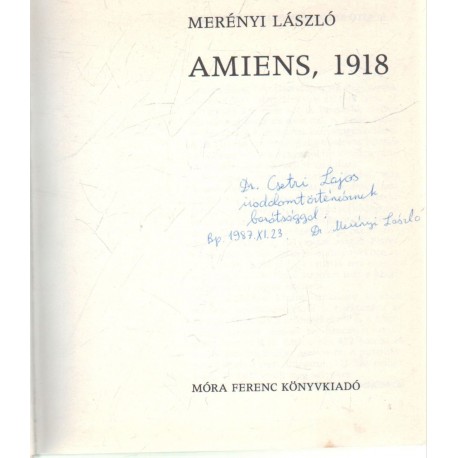 MERÉNYI LÁSZLÓ
AMIENS, 1918
Dr. Csetri Lajos
irodalomtörténésznek
barátsággal.
Bp. 1987. XI. 23. Dr Merényi László
MÓRA FERENC KÖNYVKIADÓ